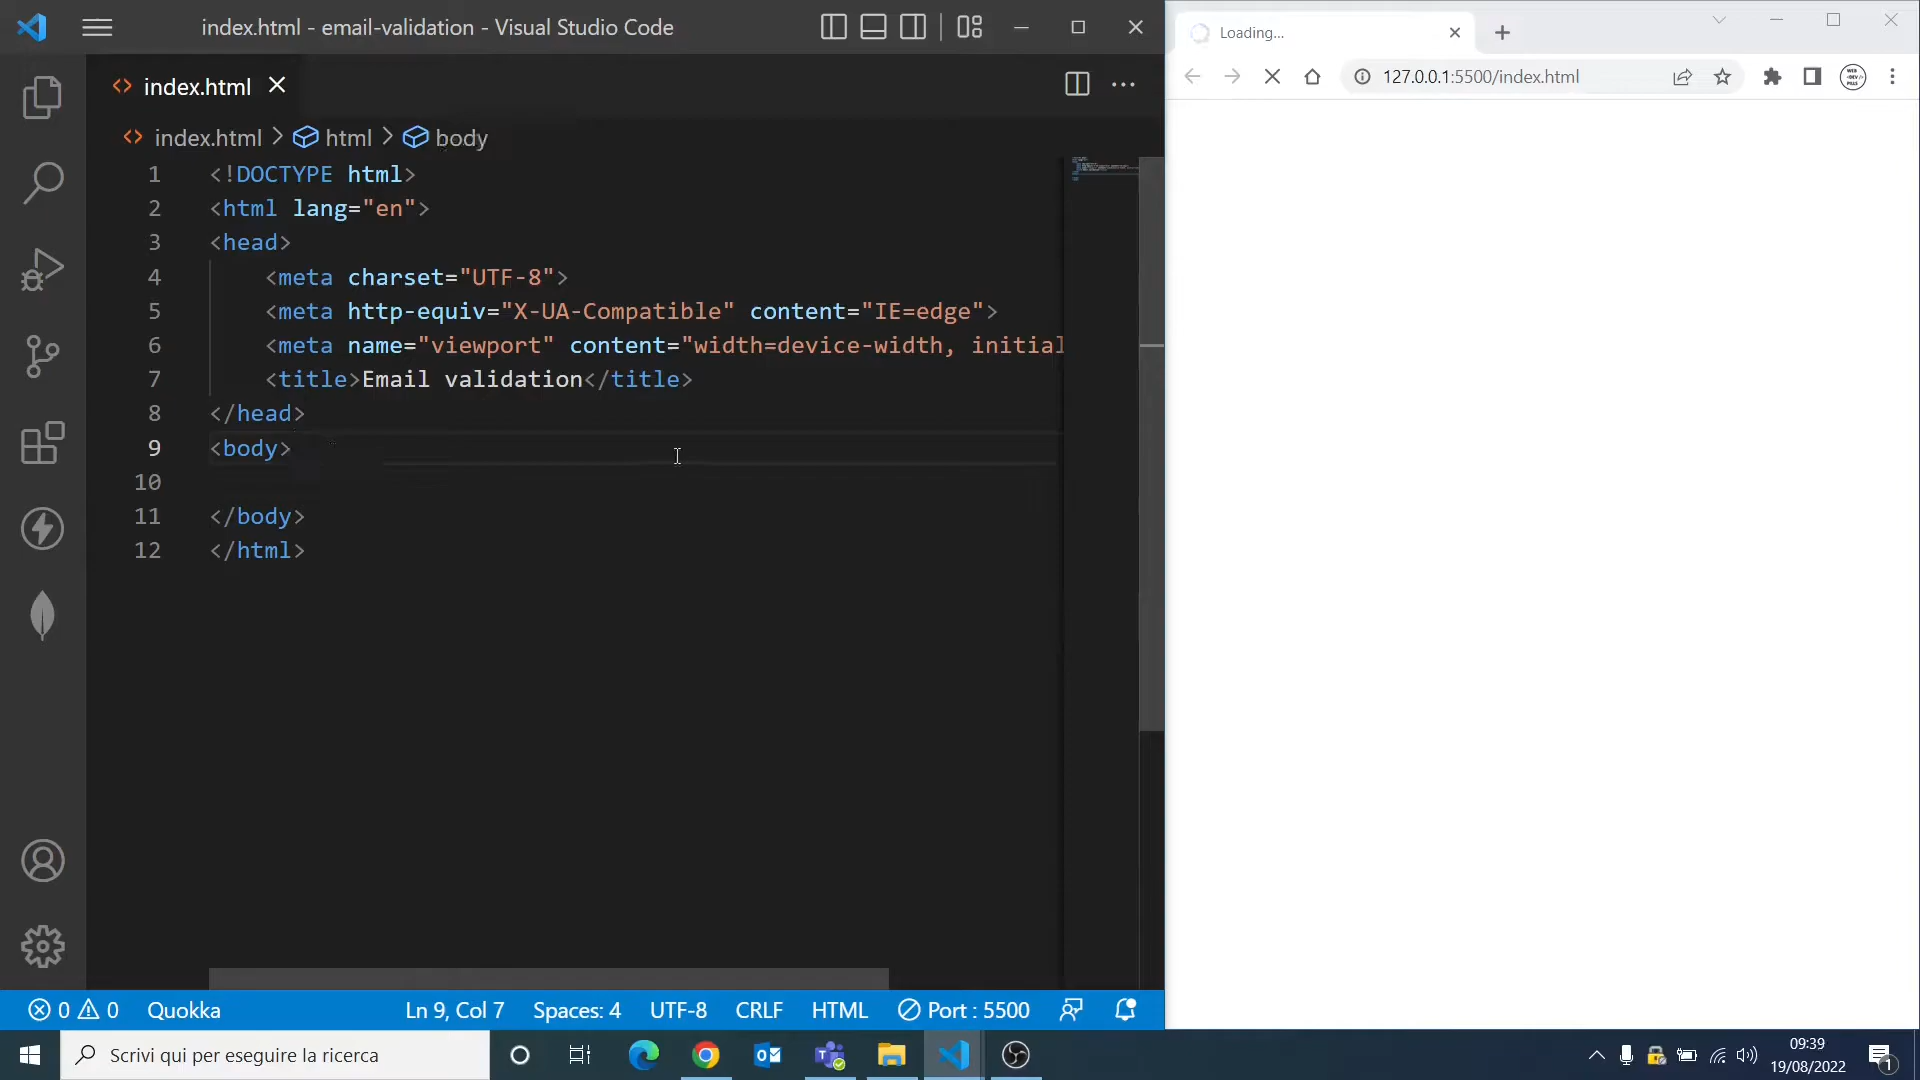 index.html - email-validation - Visual Studio Code
index.html
index.html > html > body
1 <!DOCTYPE html>
2 <html lang="en">
3 <head>
4 <meta charset="UTF-8">
5 <meta http-equiv="X-UA-Compatible" content="IE=edge">
6 <meta name="viewport" content="width=device-width, initial
7 <title>Email validation</title>
8 </head>
9 <body>
10
11 </body>
12 </html>
0 0 Quokka Ln 9, Col 7 Spaces: 4 UTF-8 CRLF HTML Port : 5500
Loading...
127.0.0.1:5500/index.html
Scrivi qui per eseguire la ricerca
09:39
19/08/2022
1